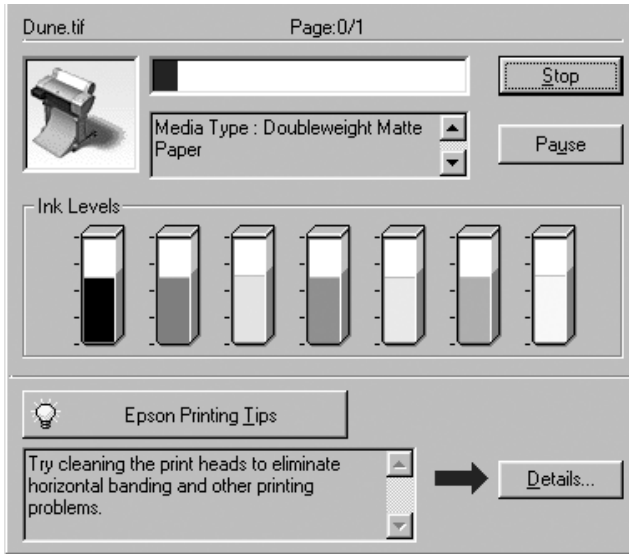 Dune.tif Page:0/1
Stop
Media Type : Doubleweight Matte
Paper
Pause
Ink Levels
Epson Printing Tips
Try cleaning the print heads to eliminate
horizontal banding and other printing
problems.
Details...